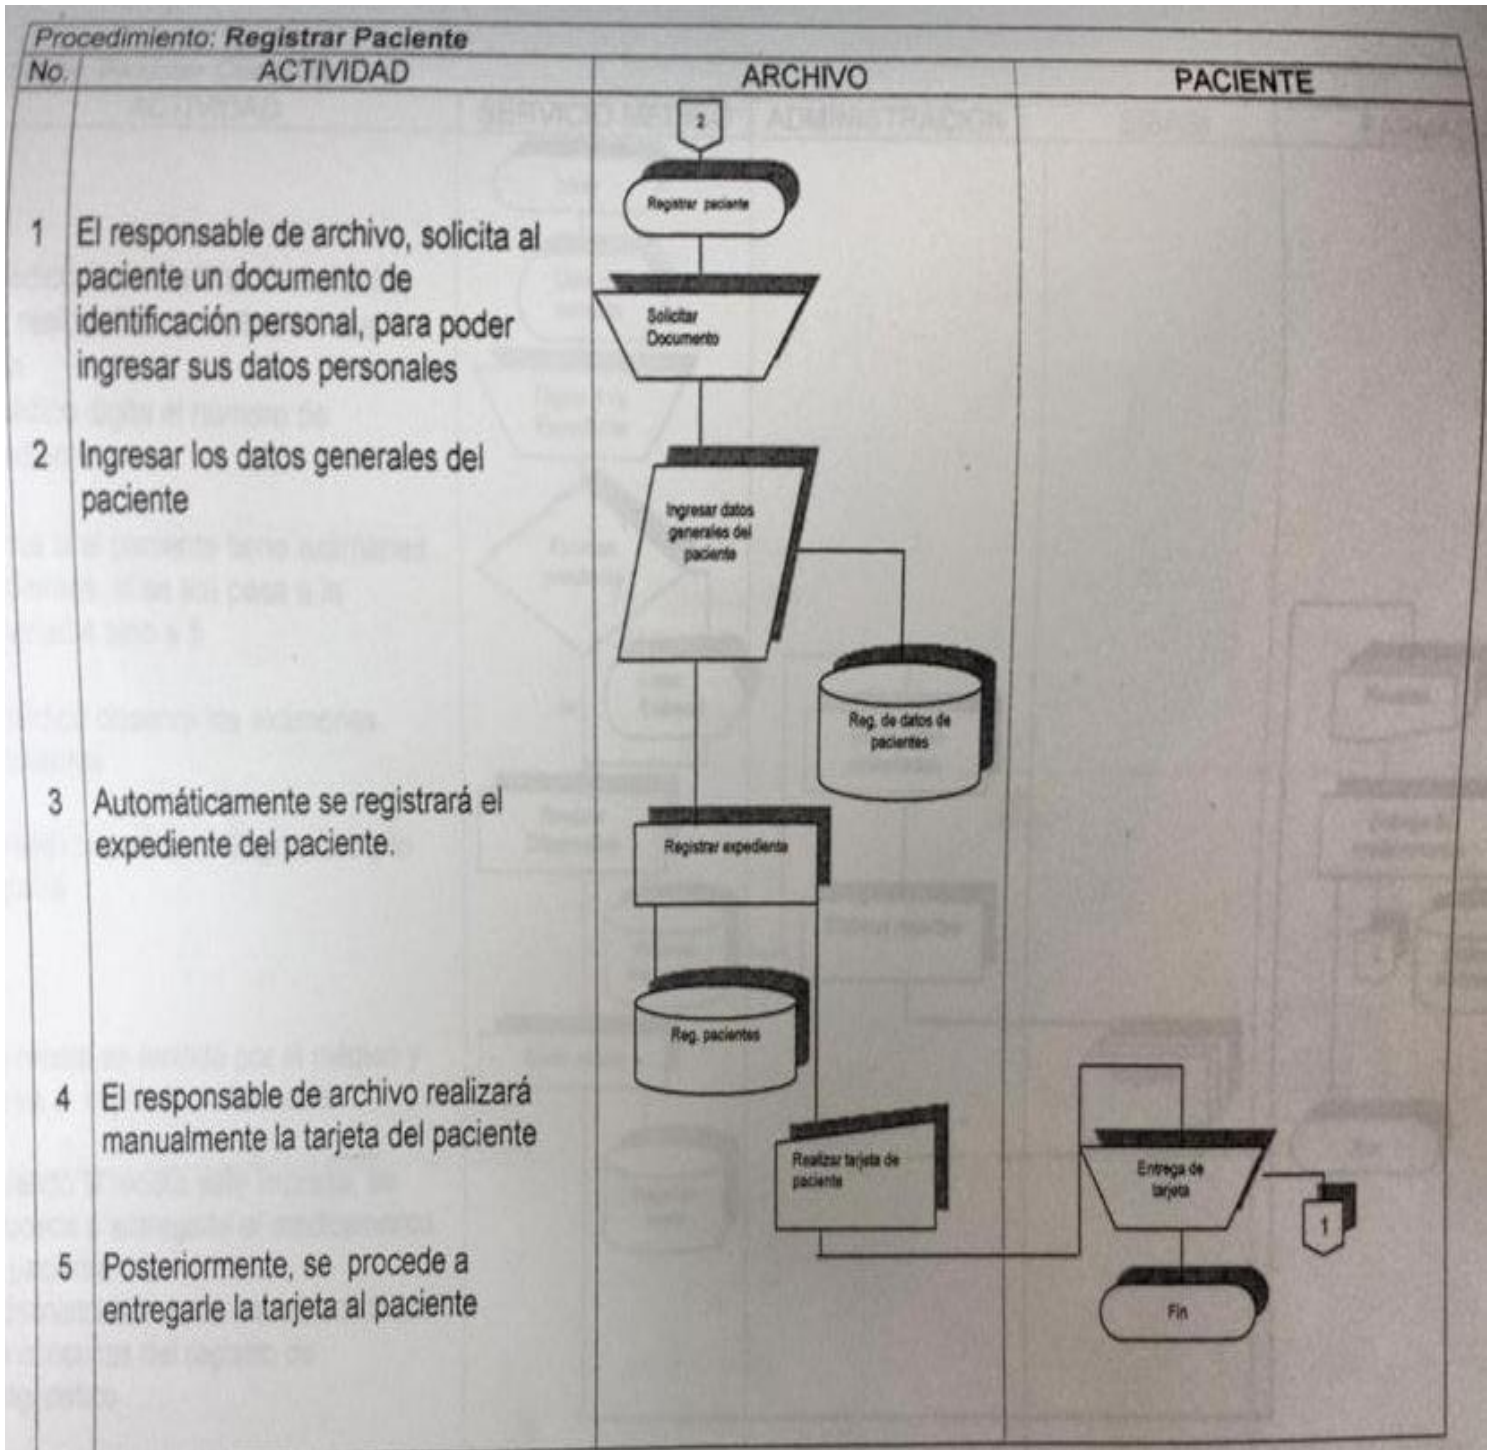 Procedimiento: Registrar Paciente
No.
ACTIVIDAD
ARCHIVO
PACIENTE
2
Registrar paciente
1 El responsable de archivo, solicita al
paciente un documento de
identificación personal, para poder
ingresar sus datos personales
Solicitar
Documento
2 Ingresar los datos generales del
paciente
Ingresar datos
generales del
paciente
Reg. de datos de
pacientes
3 Automáticamente se registrará el
expediente del paciente.
Registrar expediente
Reg. pacientes
4 El responsable de archivo realizará
manualmente la tarjeta del paciente
Realizar tarjeta de
paciente
Entrega de
tarjeta
1
5 Posteriormente, se procede a
entregarle la tarjeta al paciente
Fin